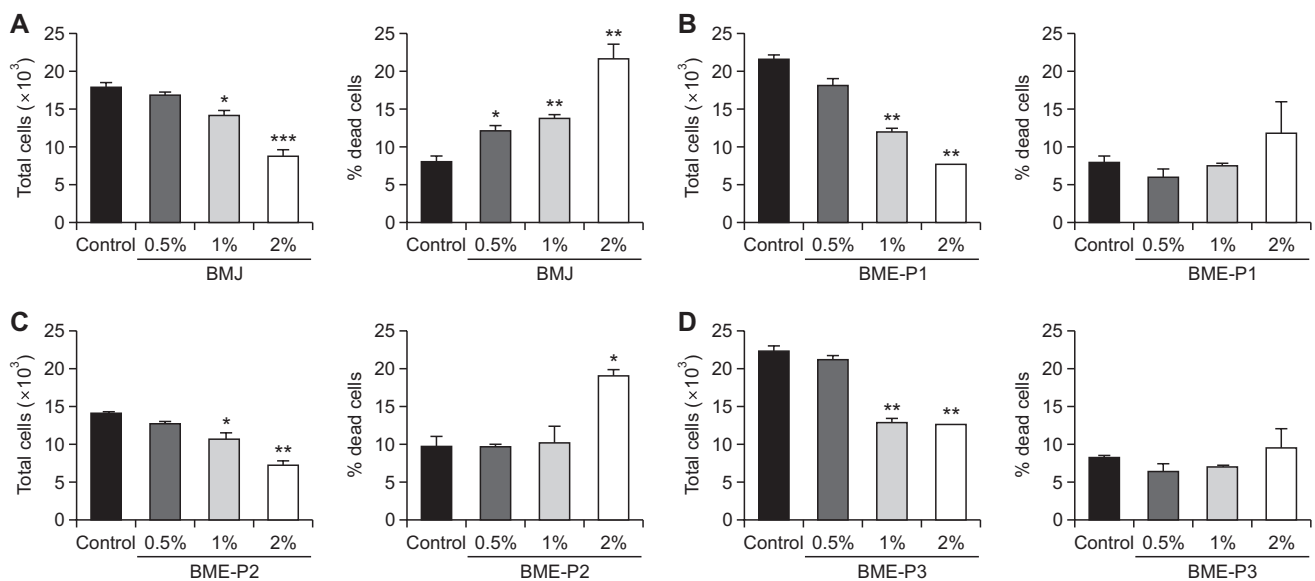 A
Total cells (×10³)
25
20
15
10
5
0
*
***
Control 0.5% 1% 2%
BMJ
% dead cells
25
20
15
10
5
0
*
**
**
Control 0.5% 1% 2%
BMJ
B
Total cells (×10³)
25
20
15
10
5
0
**
**
Control 0.5% 1% 2%
BME-P1
% dead cells
25
20
15
10
5
0
Control 0.5% 1% 2%
BME-P1
C
Total cells (×10³)
25
20
15
10
5
0
*
**
Control 0.5% 1% 2%
BME-P2
% dead cells
25
20
15
10
5
0
*
Control 0.5% 1% 2%
BME-P2
D
Total cells (×10³)
25
20
15
10
5
0
**
**
Control 0.5% 1% 2%
BME-P3
% dead cells
25
20
15
10
5
0
Control 0.5% 1% 2%
BME-P3